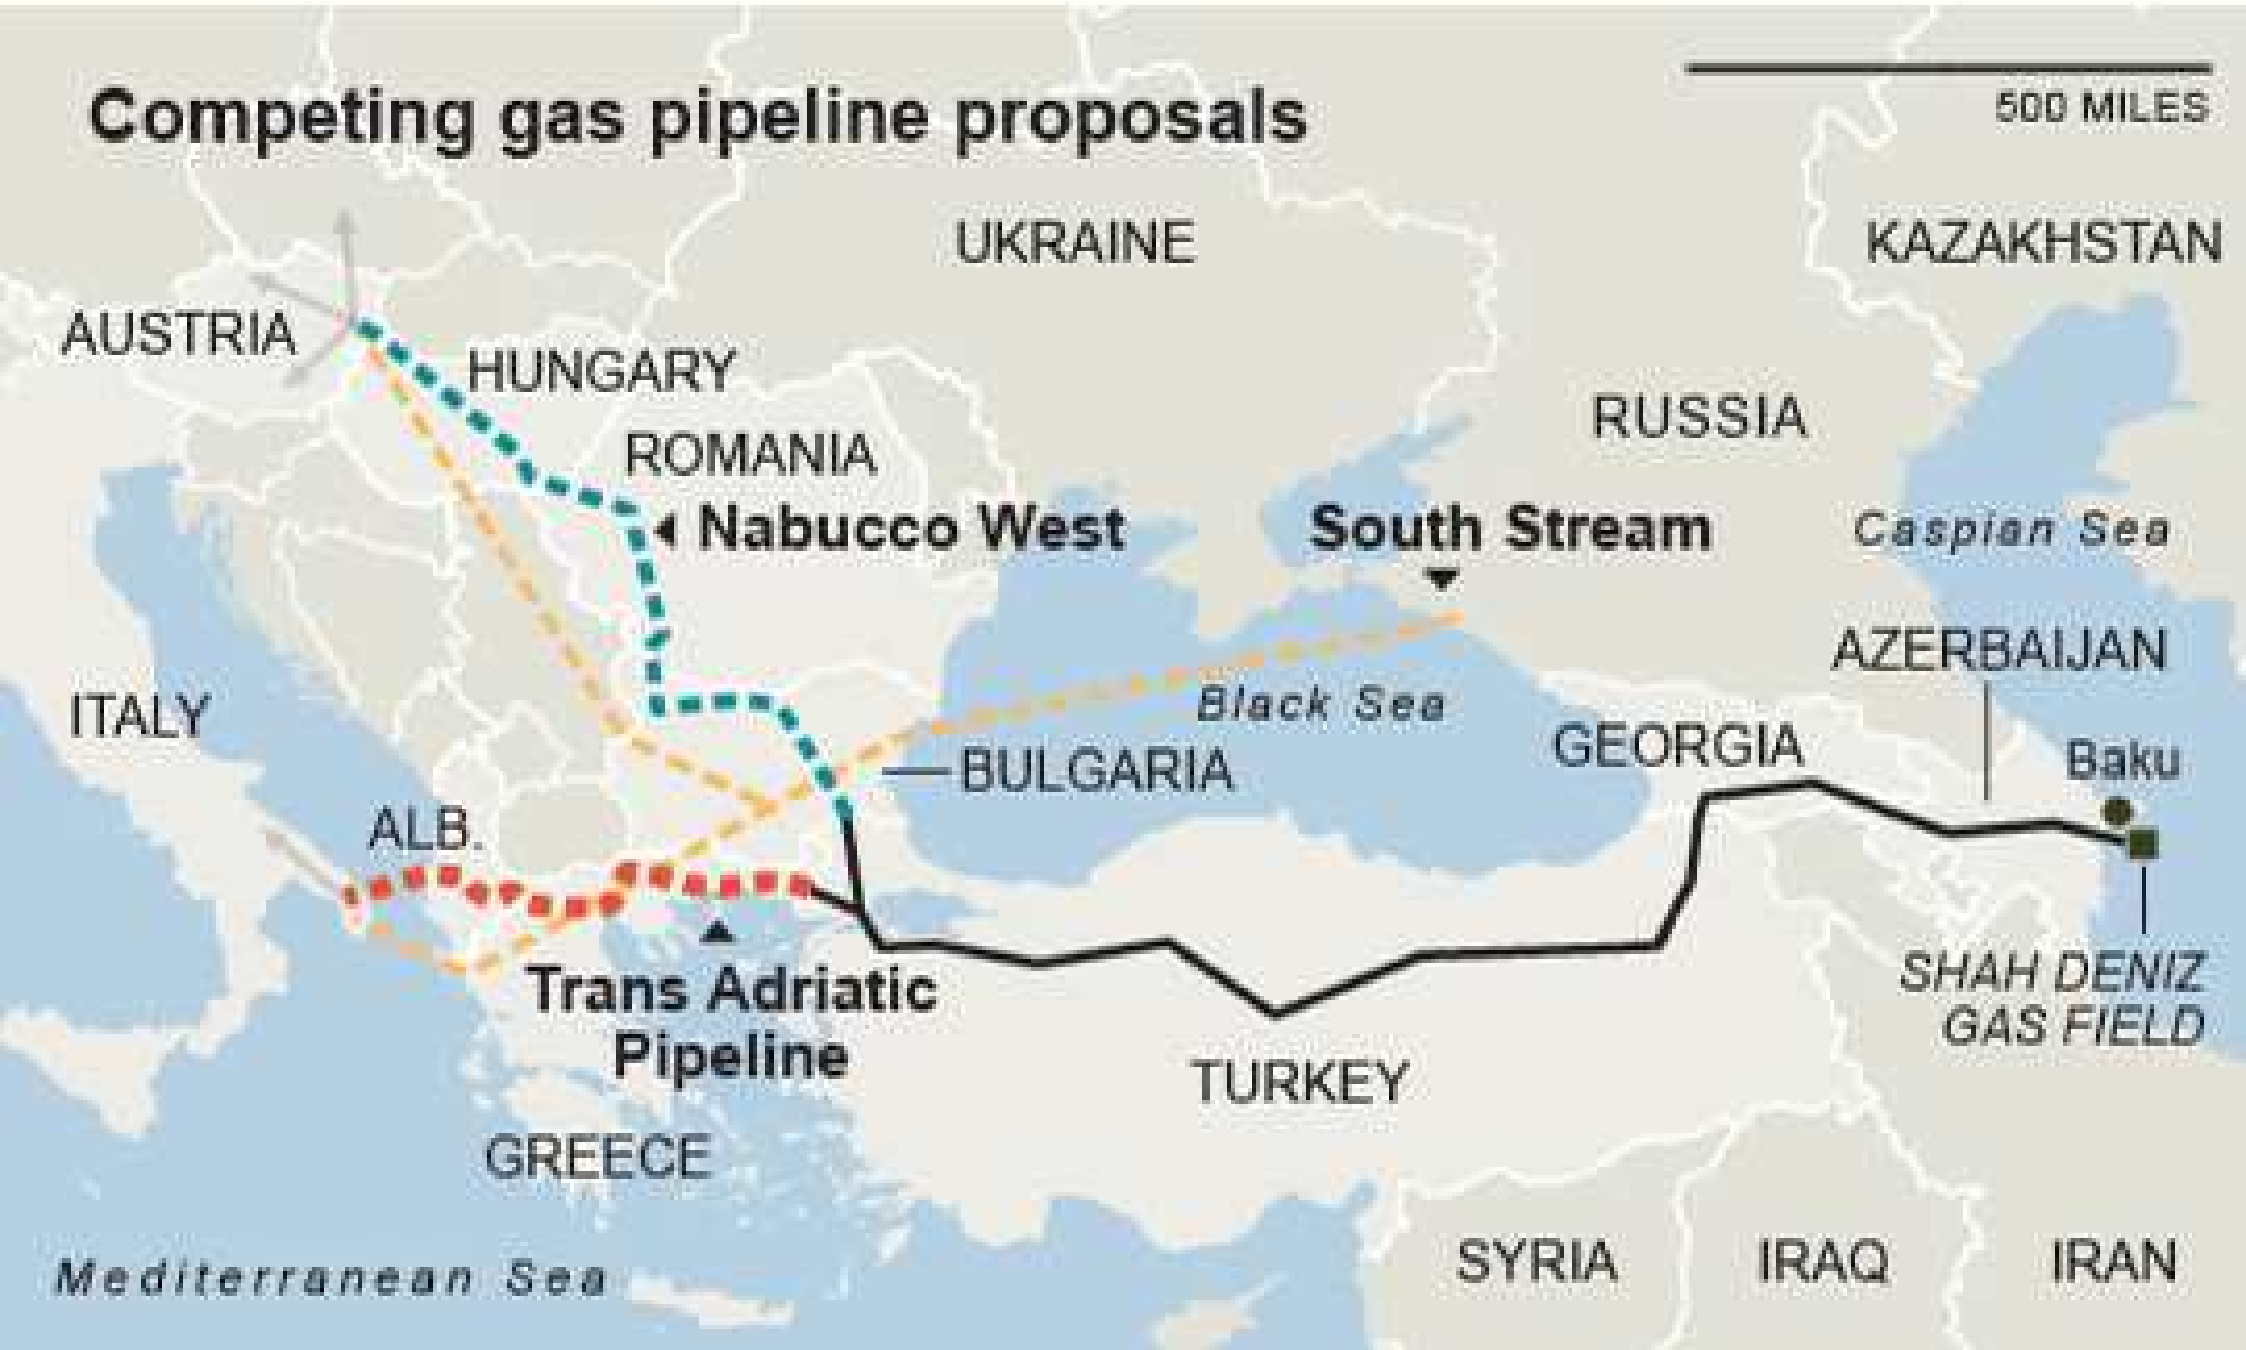 Competing gas pipeline proposals
500 MILES
UKRAINE
KAZAKHSTAN
AUSTRIA
HUNGARY
RUSSIA
ROMANIA
Nabucco West
South Stream
Caspian Sea
AZERBAIJAN
ITALY
Black Sea
GEORGIA
Baku
BULGARIA
ALB.
SHAH DENIZ
GAS FIELD
Trans Adriatic
Pipeline
TURKEY
GREECE
Mediterranean Sea
SYRIA
IRAQ
IRAN